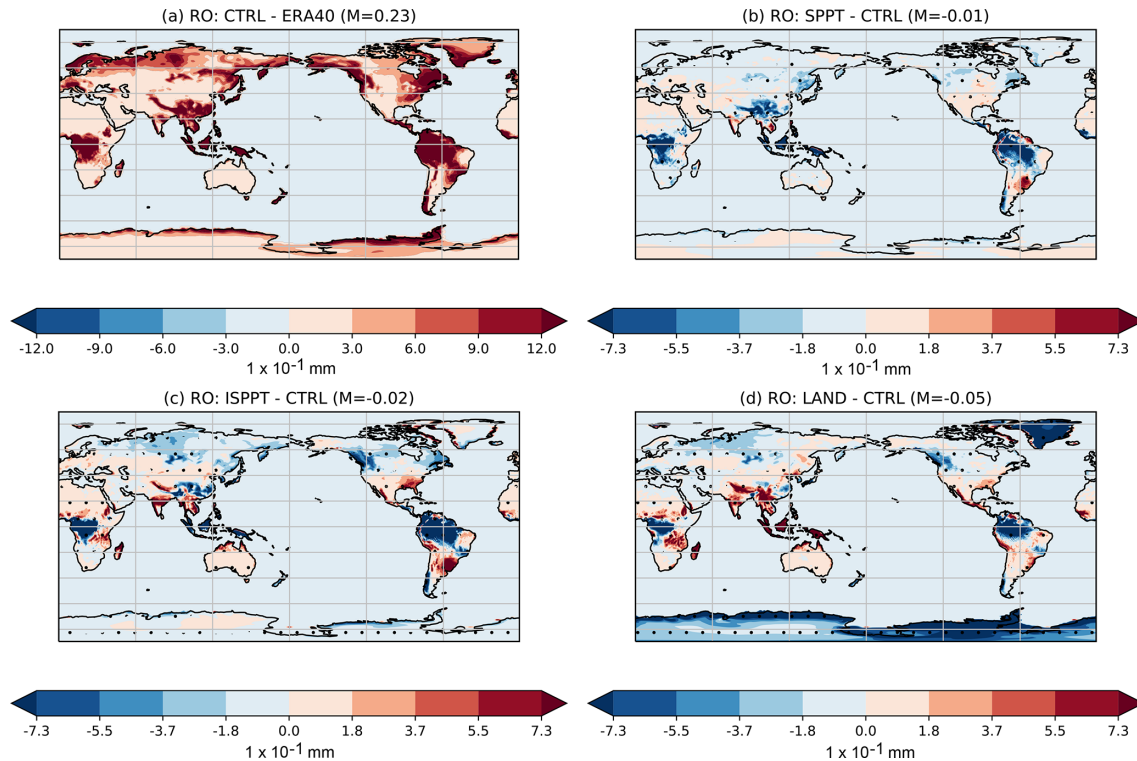 (a) RO: CTRL - ERA40 (M=0.23)
(b) RO: SPPT - CTRL (M=-0.01)
-12.0 -9.0 -6.0 -3.0 0.0 3.0 6.0 9.0 12.0
1 x 10⁻¹ mm
-7.3 -5.5 -3.7 -1.8 0.0 1.8 3.7 5.5 7.3
1 x 10⁻¹ mm
(c) RO: ISPPT - CTRL (M=-0.02)
(d) RO: LAND - CTRL (M=-0.05)
-7.3 -5.5 -3.7 -1.8 0.0 1.8 3.7 5.5 7.3
1 x 10⁻¹ mm
-7.3 -5.5 -3.7 -1.8 0.0 1.8 3.7 5.5 7.3
1 x 10⁻¹ mm